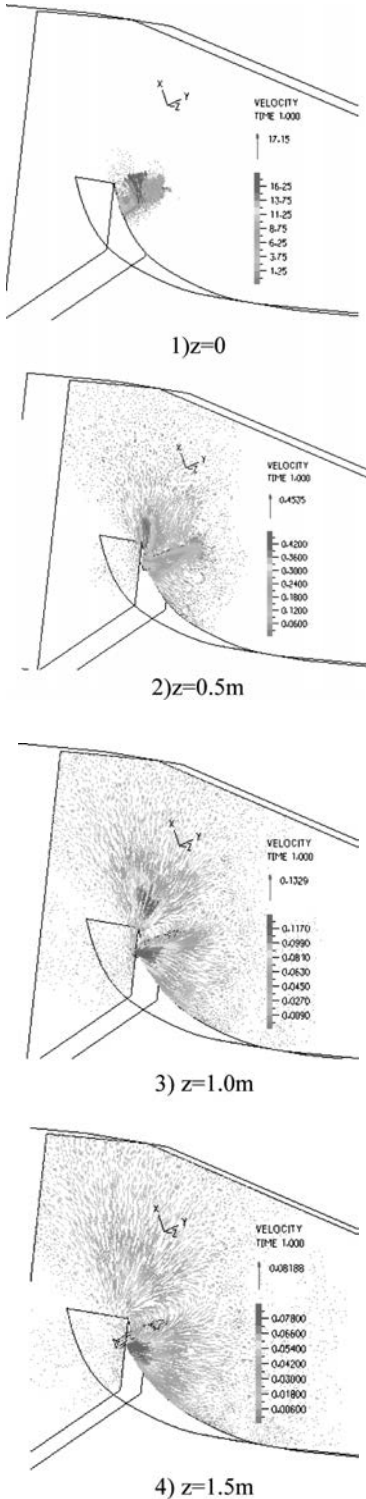 X
Y
Z
VELOCITY
TIME 1.000
17.15
16.25
13.75
11.25
8.75
6.25
3.75
1.25
1)z=0
X
Y
Z
VELOCITY
TIME 1.000
0.4535
0.4200
0.3600
0.3000
0.2400
0.1800
0.1200
0.0600
2)z=0.5m
X
Y
Z
VELOCITY
TIME 1.000
0.1329
0.1170
0.0990
0.0810
0.0630
0.0450
0.0270
0.0090
3) z=1.0m
X
Y
Z
VELOCITY
TIME 1.000
0.08188
0.07800
0.06600
0.05400
0.04200
0.03000
0.01800
0.00600
4) z=1.5m